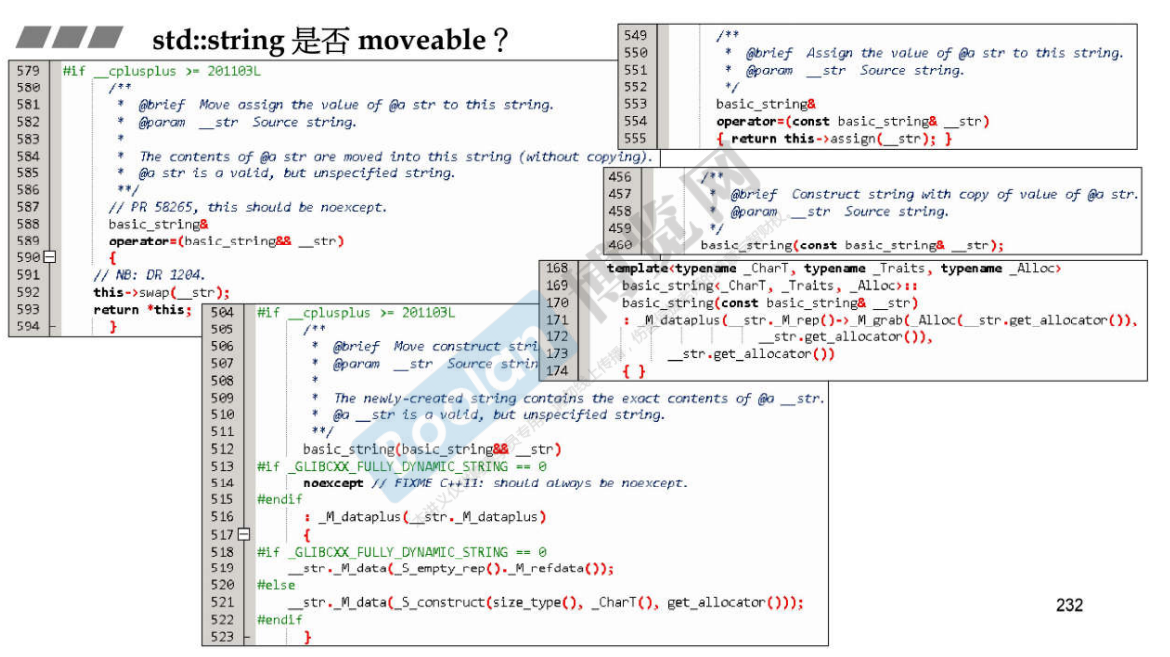 std::string 是否 moveable？
579 #if __cplusplus >= 201103L
580 /**
581 * @brief Move assign the value of @a str to this string.
582 * @param __str Source string.
583 *
584 * The contents of @a str are moved into this string (without copying).
585 * @a str is a valid, but unspecified string.
586 **/
587 // PR 58265, this should be noexcept.
588 basic_string&
589 operator=(basic_string&& __str)
590 {
591 // NB: DR 1204.
592 this->swap(__str);
593 return *this;
594 }
549 /**
550 * @brief Assign the value of @a str to this string.
551 * @param __str Source string.
552 */
553 basic_string&
554 operator=(const basic_string& __str)
555 { return this->assign(__str); }
456 /**
457 * @brief Construct string with copy of value of @a str.
458 * @param __str Source string.
459 */
460 basic_string(const basic_string& __str);
168 template<typename _CharT, typename _Traits, typename _Alloc>
169 basic_string<_CharT, _Traits, _Alloc>::
170 basic_string(const basic_string& __str)
171 : _M_dataplus(__str._M_rep()->_M_grab(_Alloc(__str.get_allocator()),
172 __str.get_allocator()),
173 __str.get_allocator())
174 { }
504 #if __cplusplus >= 201103L
505 /**
506 * @brief Move construct stri
507 * @param __str Source strin
508 *
509 * The newly-created string contains the exact contents of @a __str.
510 * @a __str is a valid, but unspecified string.
511 **/
512 basic_string(basic_string&& __str)
513 #if _GLIBCXX_FULLY_DYNAMIC_STRING == 0
514 noexcept // FIXME C++11: should always be noexcept.
515 #endif
516 : _M_dataplus(__str._M_dataplus)
517 {
518 #if _GLIBCXX_FULLY_DYNAMIC_STRING == 0
519 __str._M_data(_S_empty_rep()._M_refdata());
520 #else
521 __str._M_data(_S_construct(size_type(), _CharT(), get_allocator()));
522 #endif
523 }
232
Boolan 博览网